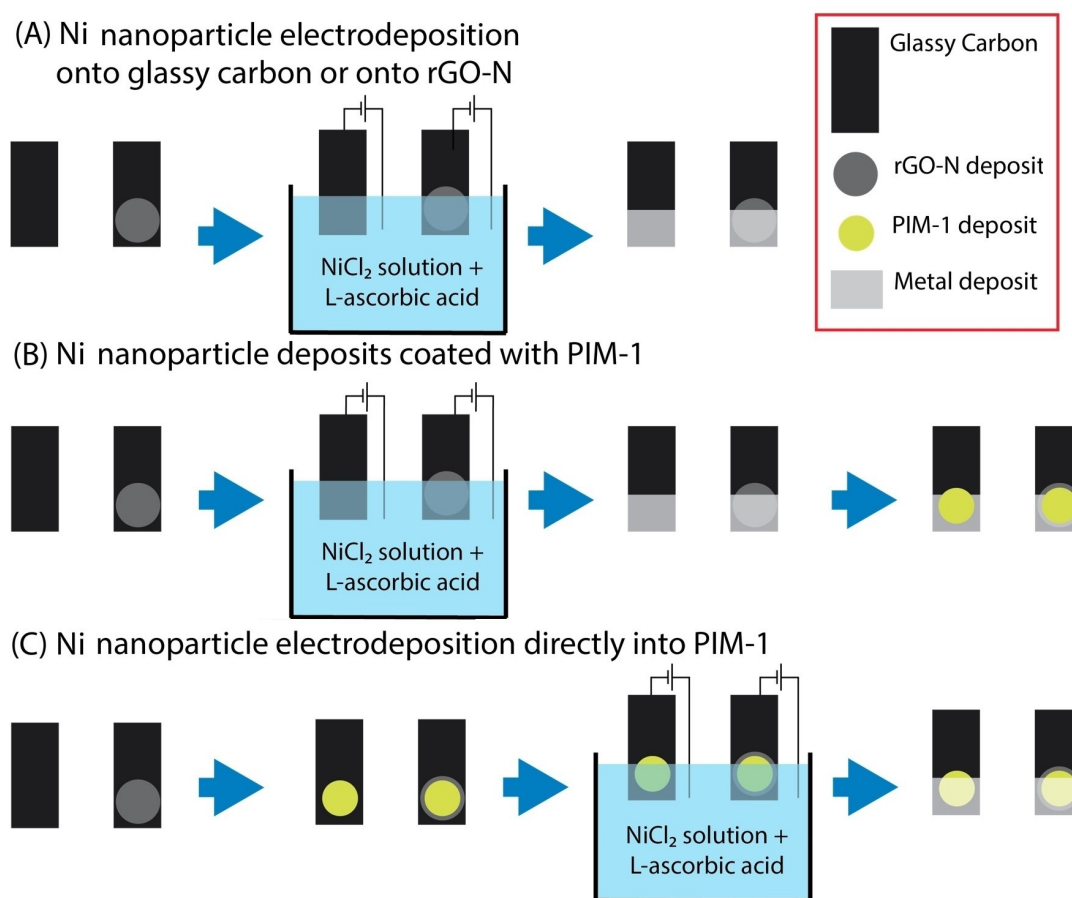 (A) Ni nanoparticle electrodeposition
onto glassy carbon or onto rGO-N
Glassy Carbon
rGO-N deposit
PIM-1 deposit
Metal deposit
NiCl₂ solution +
L-ascorbic acid
(B) Ni nanoparticle deposits coated with PIM-1
NiCl₂ solution +
L-ascorbic acid
(C) Ni nanoparticle electrodeposition directly into PIM-1
NiCl₂ solution +
L-ascorbic acid